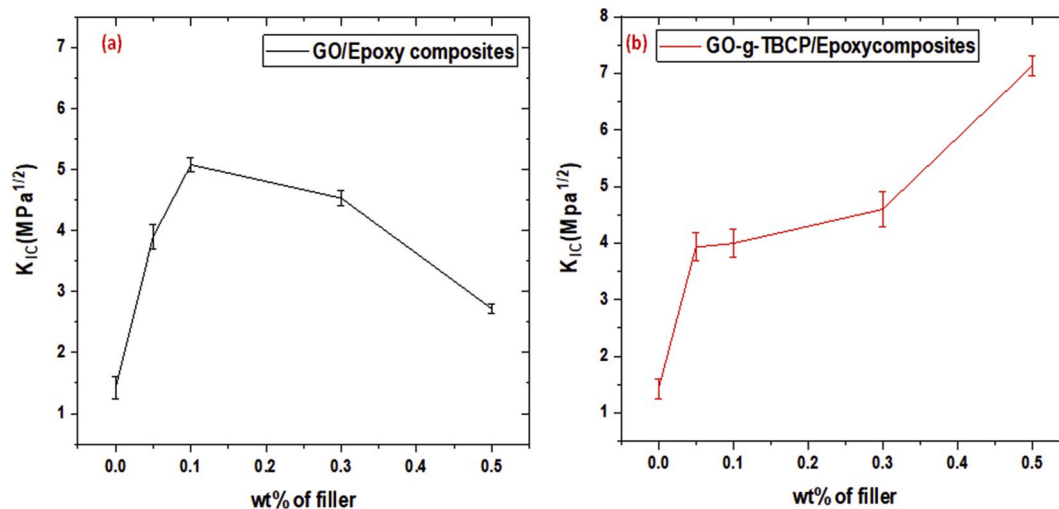 (a)
GO/Epoxy composites
7
6
5
4
3
2
1
K_IC(MPa^1/2)
0.0 0.1 0.2 0.3 0.4 0.5
wt% of filler
(b)
GO-g-TBCP/Epoxycomposites
8
7
6
5
4
3
2
1
K_IC(Mpa^1/2)
0.0 0.1 0.2 0.3 0.4 0.5
wt% of filler